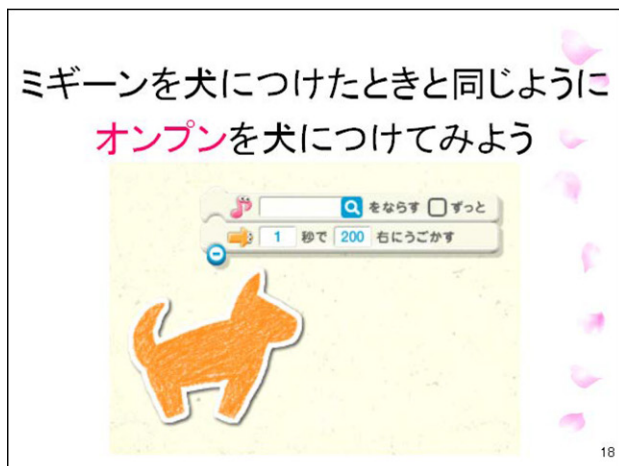 ミギーンを犬につけたときと同じように
オンプンを犬につけてみよう
をならす ずっと
1 秒で 200 右にうごかす
18